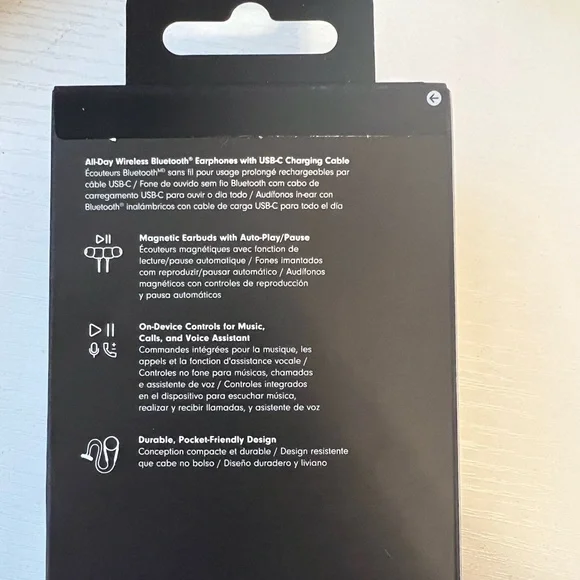 All-Day Wireless Bluetooth® Earphones with USB-C Charging Cable
Écouteurs Bluetooth^MD sans fil pour usage prolongé rechargeables par
câble USB-C / Fone de ouvido sem fio Bluetooth com cabo de
carregamento USB-C para ouvir o dia todo / Audífonos in-ear con
Bluetooth® inalámbricos con cable de carga USB-C para todo el día
Magnetic Earbuds with Auto-Play/Pause
Écouteurs magnétiques avec fonction de
lecture/pause automatique / Fones imantados
com reproduzir/pausar automático / Audífonos
magnéticos con controles de reproducción
y pausa automáticos
On-Device Controls for Music,
Calls, and Voice Assistant
Commandes intégrées pour la musique, les
appels et la fonction d'assistance vocale /
Controles no fone para músicas, chamadas
e assistente de voz / Controles integrados
en el dispositivo para escuchar música,
realizar y recibir llamadas, y asistente de voz
Durable, Pocket-Friendly Design
Conception compacte et durable / Design resistente
que cabe no bolso / Diseño duradero y liviano